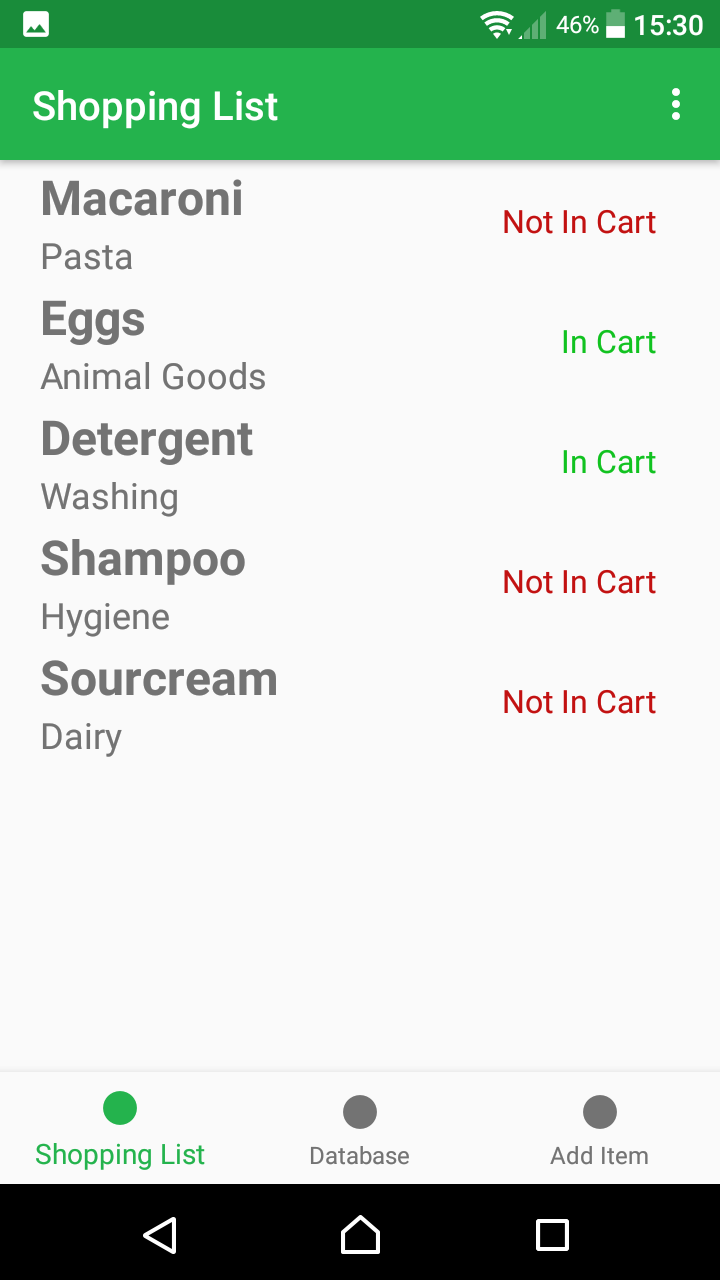 46% 15:30
Shopping List
Macaroni
Not In Cart
Pasta
Eggs
In Cart
Animal Goods
Detergent
In Cart
Washing
Shampoo
Not In Cart
Hygiene
Sourcream
Not In Cart
Dairy
Shopping List
Database
Add Item